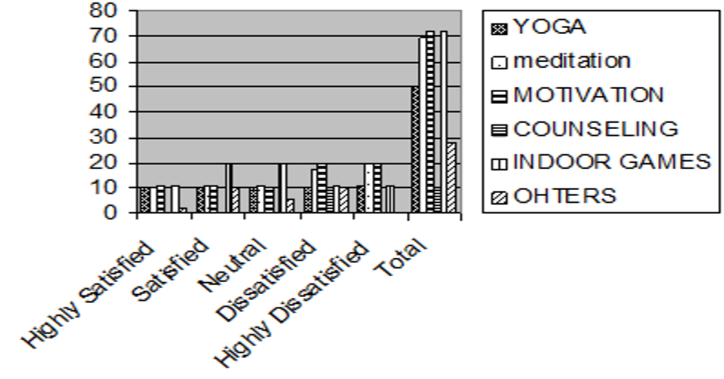 80
70
60
50
40
30
20
10
0
Highly Satisfied
Satisfied
Neutral
Dissatisfied
Highly Dissatisfied
Total
YOGA
meditation
MOTIVATION
COUNSELING
INDOOR GAMES
OHTERS